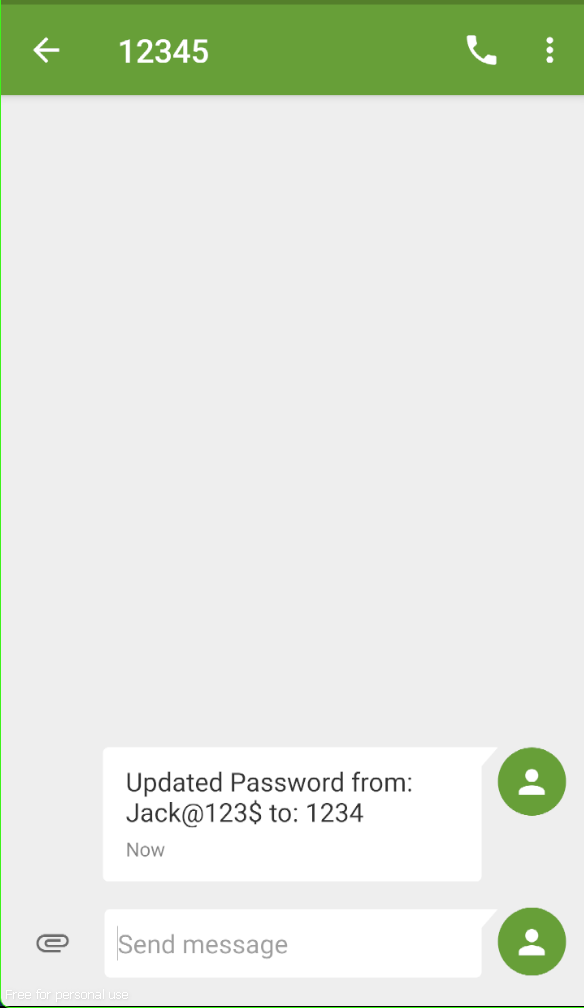 12345
Updated Password from:
Jack@123$ to: 1234
Now
Send message
Free for personal use